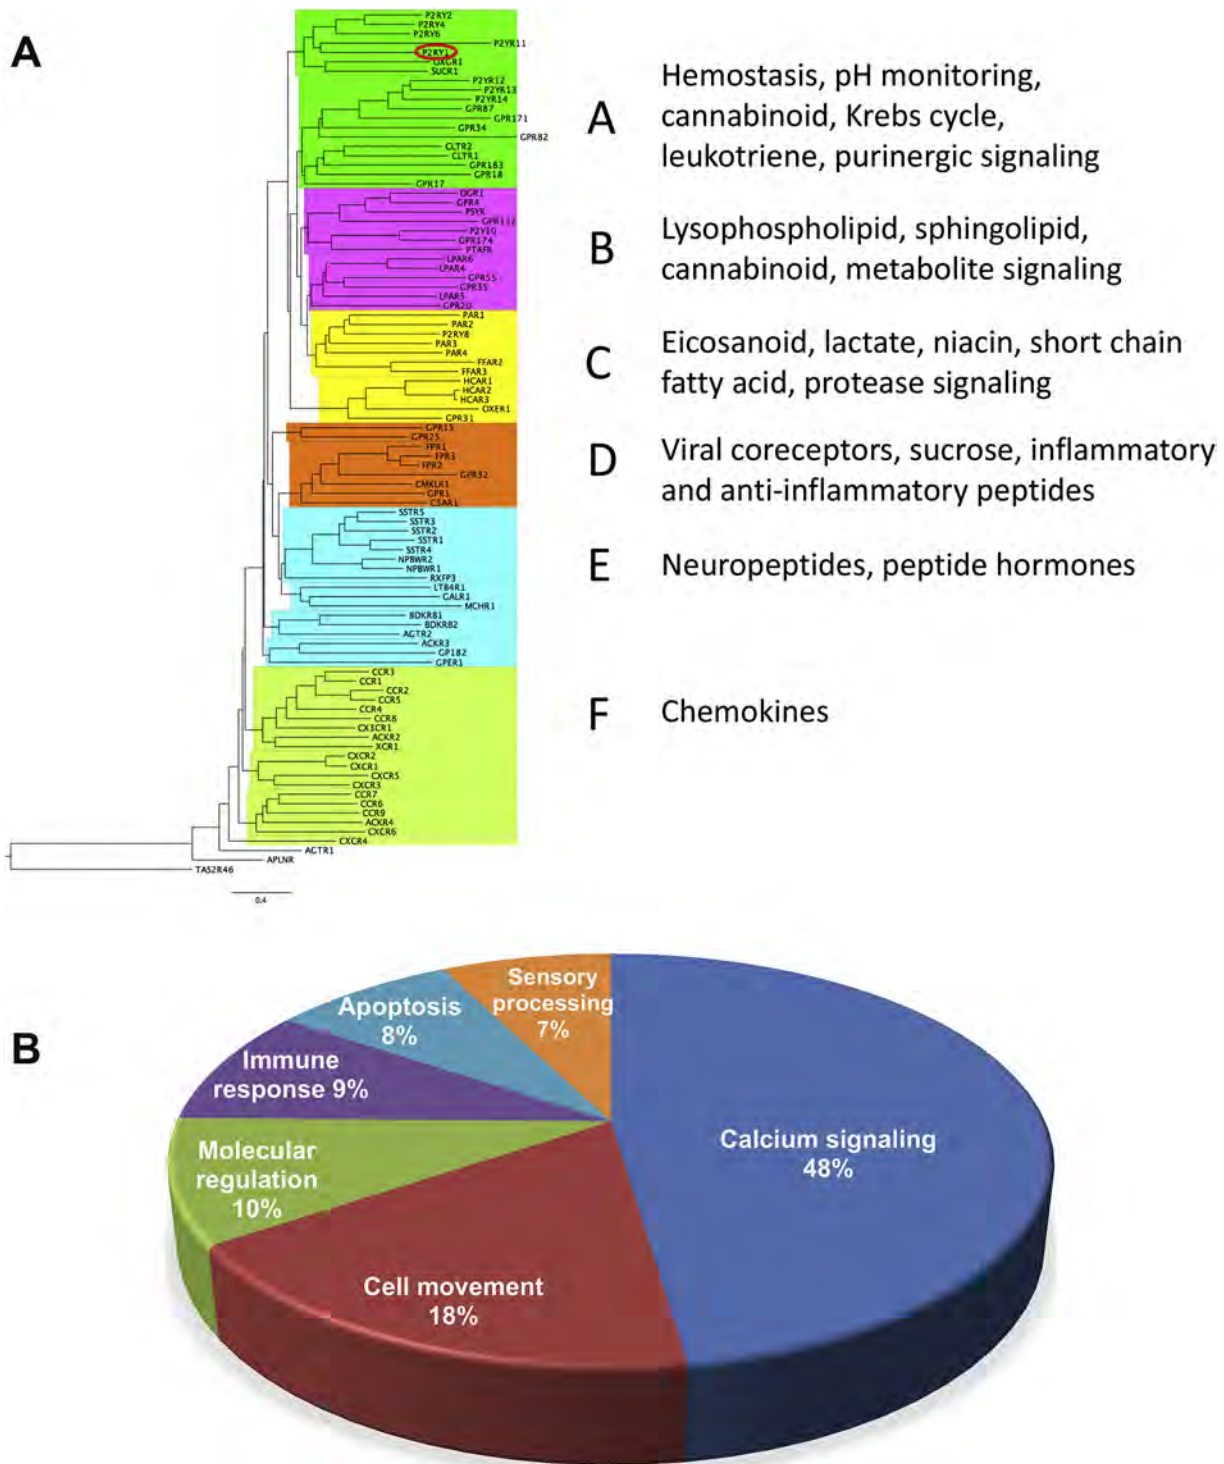 A
P2RY2
P2RY4
P2RY6
P2YR11
P2RY1
OXGR1
SUCR1
P2YR12
P2YR13
P2YR14
GPR87
GPR171
GPR34
GPR82
CLTR2
CLTR1
GPR183
GPR18
GPR17
OGR1
GPR4
PSYR
GPR132
P2Y10
GPR174
PTAFR
LPAR6
LPAR4
GPR55
GPR35
LPAR5
GPR20
PAR1
PAR2
P2RY8
PAR3
PAR4
FFAR2
FFAR3
HCAR1
HCAR2
HCAR3
OXER1
GPR31
GPR15
GPR25
FPR1
FPR3
FPR2
GPR32
CMKLR1
GPR1
C5AR1
SSTR5
SSTR3
SSTR2
SSTR1
SSTR4
NPBWR2
NPBWR1
RXFP3
LTB4R1
GALR1
MCHR1
BDKRB1
BDKRB2
AGTR2
ACKR3
GP182
GPER1
CCR3
CCR1
CCR2
CCR5
CCR4
CCR8
CX3CR1
ACKR2
XCR1
CXCR2
CXCR1
CXCR5
CXCR3
CCR7
CCR6
CCR9
ACKR4
CXCR6
CXCR4
AGTR1
APLNR
TAS2R46
0.4
A
Hemostasis, pH monitoring,
cannabinoid, Krebs cycle,
leukotriene, purinergic signaling
B
Lysophospholipid, sphingolipid,
cannabinoid, metabolite signaling
C
Eicosanoid, lactate, niacin, short chain
fatty acid, protease signaling
D
Viral coreceptors, sucrose, inflammatory
and anti-inflammatory peptides
E
Neuropeptides, peptide hormones
F
Chemokines
B
Sensory
processing
7%
Apoptosis
8%
Immune
response 9%
Molecular
regulation
10%
Cell movement
18%
Calcium signaling
48%